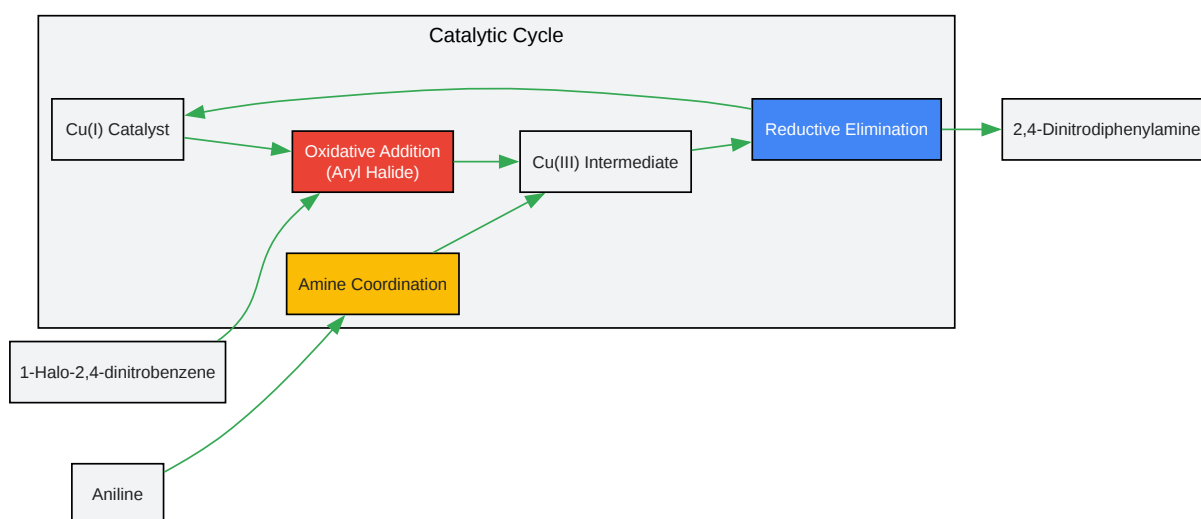 Catalytic Cycle
Cu(I) Catalyst
Oxidative Addition
(Aryl Halide)
Cu(III) Intermediate
Reductive Elimination
2,4-Dinitrodiphenylamine
Amine Coordination
1-Halo-2,4-dinitrobenzene
Aniline